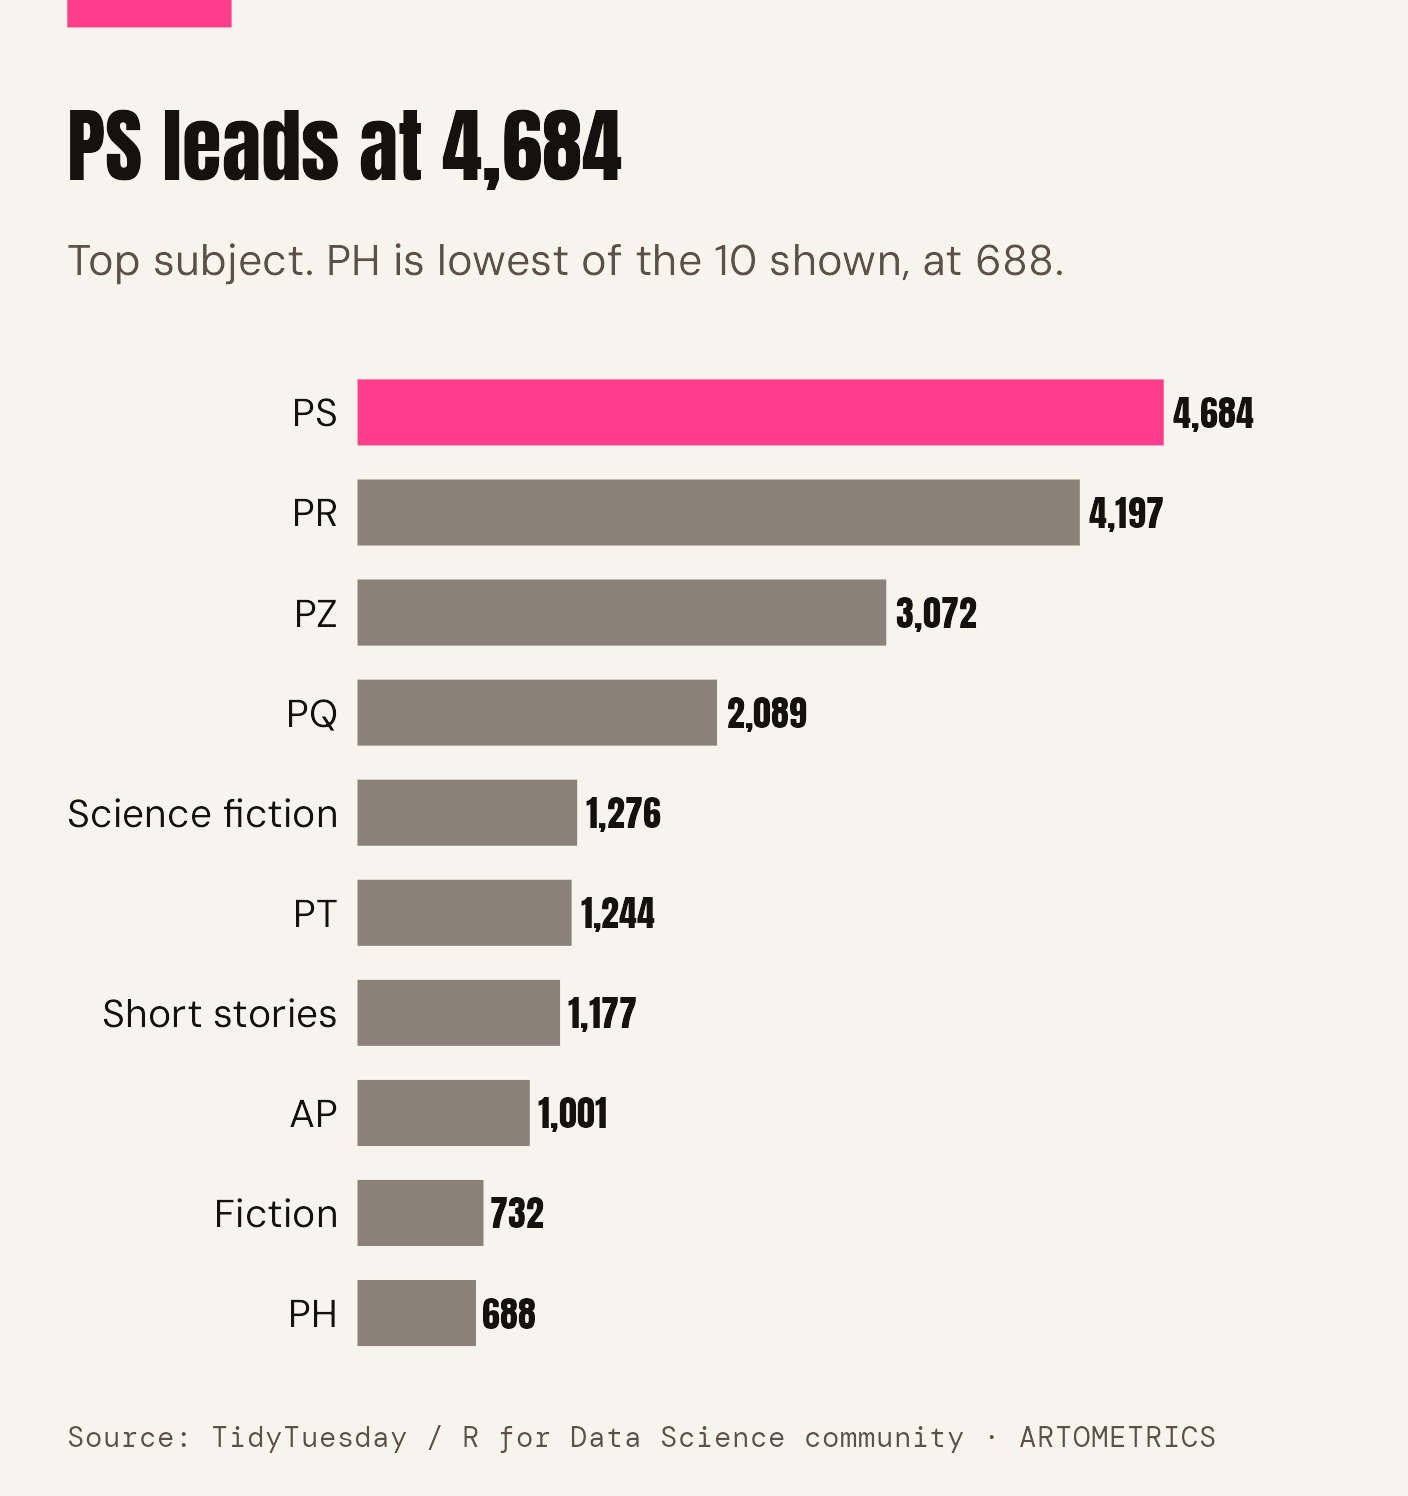 PS leads at 4,684
Top subject. PH is lowest of the 10 shown, at 688.
PS 4,684
PR 4,197
PZ 3,072
PQ 2,089
Science fiction 1,276
PT 1,244
Short stories 1,177
AP 1,001
Fiction 732
PH 688
Source: TidyTuesday / R for Data Science community · ARTOMETRICS